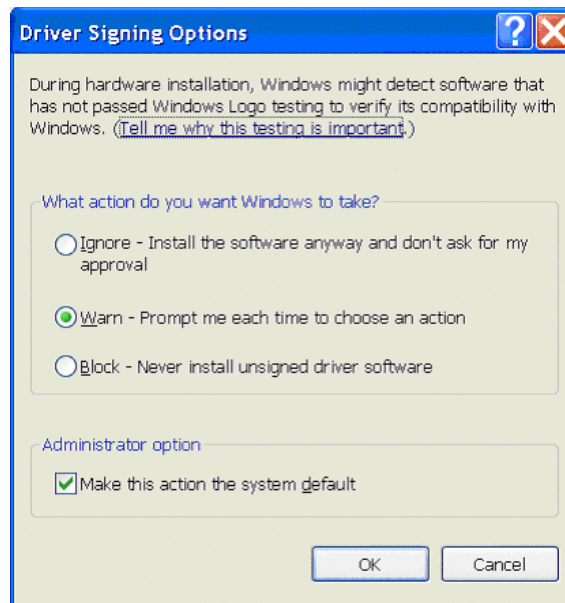 Driver Signing Options
During hardware installation, Windows might detect software that
has not passed Windows Logo testing to verify its compatibility with
Windows. (Tell me why this testing is important.)
What action do you want Windows to take?
Ignore - Install the software anyway and don't ask for my
approval
Warn - Prompt me each time to choose an action
Block - Never install unsigned driver software
Administrator option
Make this action the system default
OK Cancel